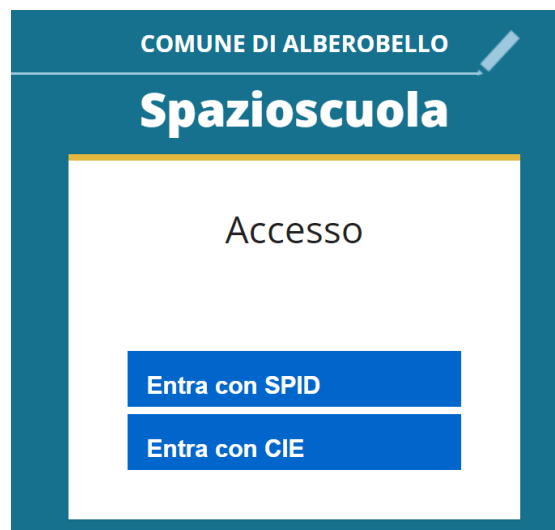 COMUNE DI ALBEROBELLO
Spazioscuola
Accesso
Entra con SPID
Entra con CIE